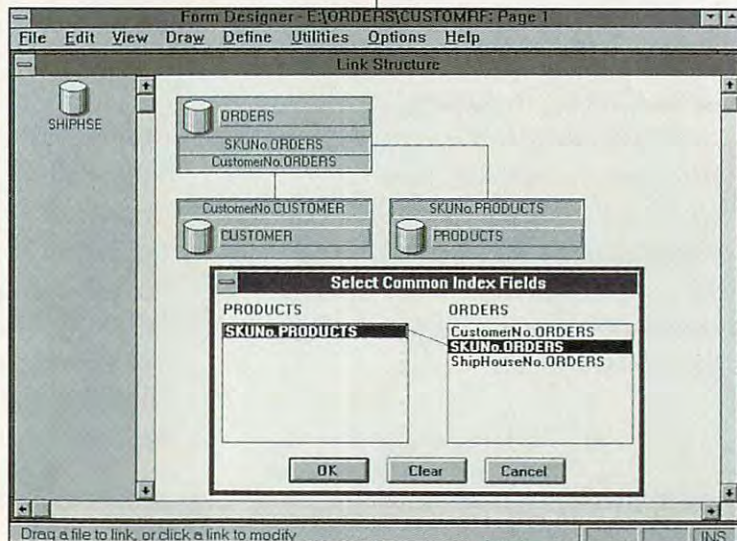 Form Designer - E:\ORDERS\CUSTOMRF: Page 1
File Edit View Draw Define Utilities Options Help
Link Structure
SHIPHSE
ORDERS
SKUNo.ORDERS
CustomerNo.ORDERS
CustomerNo.CUSTOMER
SKUNo.PRODUCTS
CUSTOMER
PRODUCTS
Select Common Index Fields
PRODUCTS
ORDERS
SKUNo.PRODUCTS
CustomerNo.ORDERS
SKUNo.ORDERS
ShipHouseNo.ORDERS
OK Clear Cancel
Drag a file to link, or click a link to modify
INS